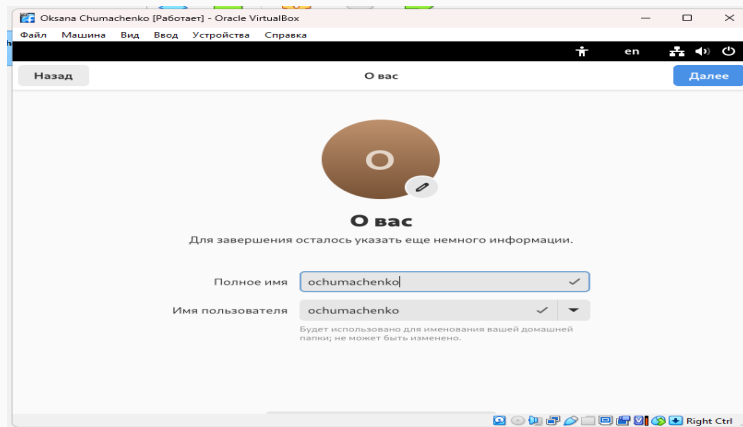 Oksana Chumachenko [Работает] - Oracle VirtualBox
Файл Машина Вид Ввод Устройства Справка
en
Назад О вас Далее
O
О вас
Для завершения осталось указать еще немного информации.
Полное имя ochumachenko
Имя пользователя ochumachenko
Будет использовано для именования вашей домашней
папки; не может быть изменено.
Right Ctrl